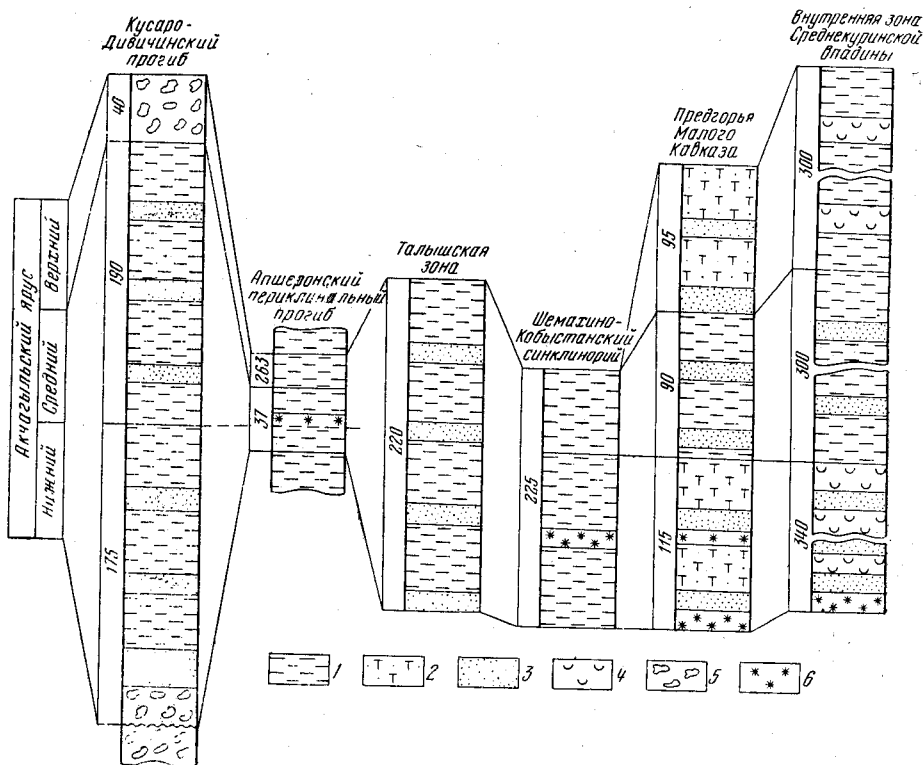 Кусаро-
Дивичинский
прогиб
Внутренняя зона
Среднекуринской
впадины
Предгорья
Малого
Кавказа
Талышская
зона
Апшеронский
периклинальный
прогиб
Шемахино-
Кобыстанский
синклинорий
Акчагыльский ярус
Верхний
Средний
Нижний
40
190
175
263
37
220
225
95
90
115
300
300
340
1
2
3
4
5
6